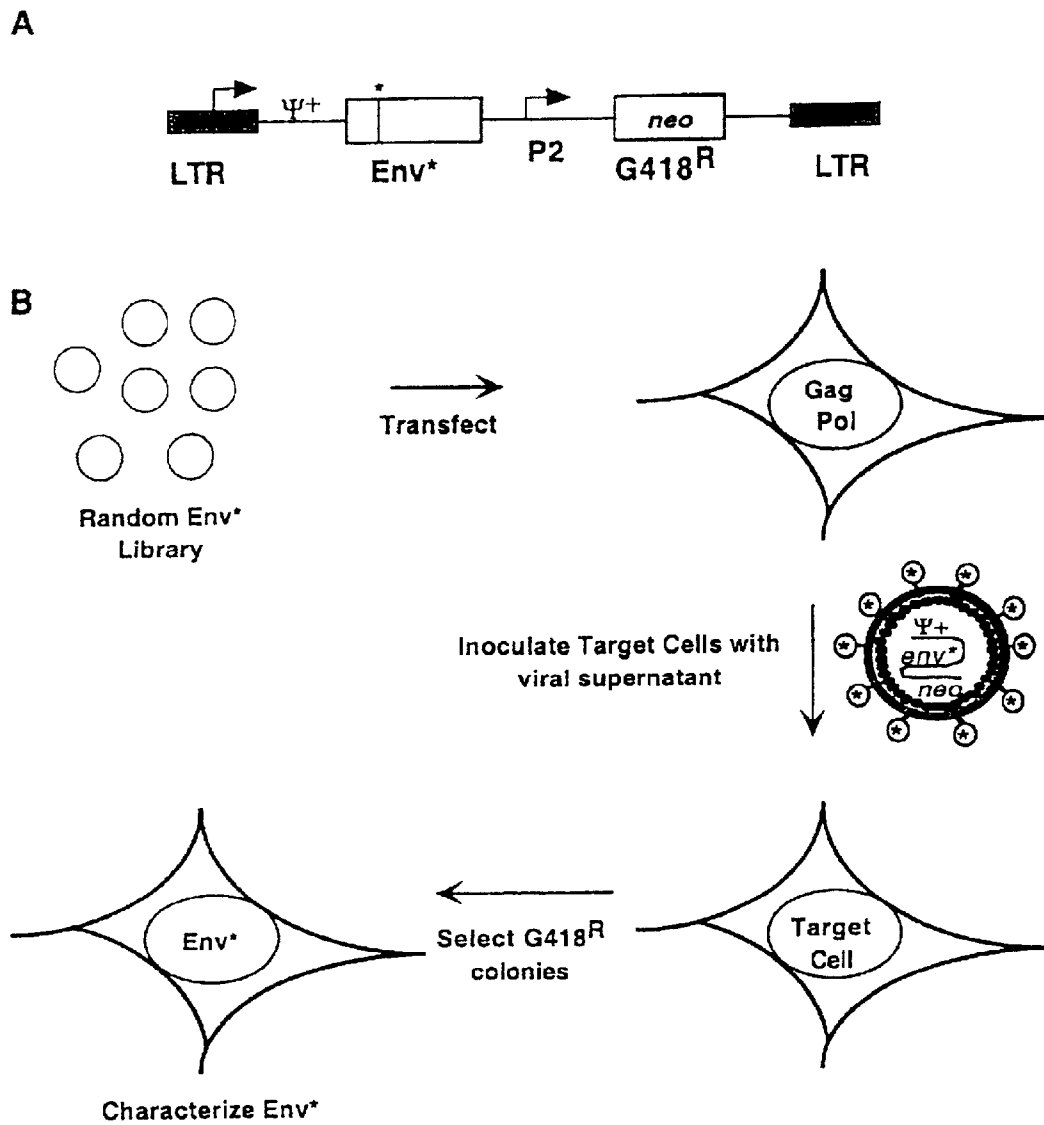 A
*
Ψ+
neo
LTR
Env*
P2
G418R
LTR
B
Gag
Pol
Transfect
Random Env*
Library
Inoculate Target Cells with
viral supernatant
* * * * * * * * * *
Ψ+
env*
neo
Env*
Select G418R
colonies
Target
Cell
Characterize Env*